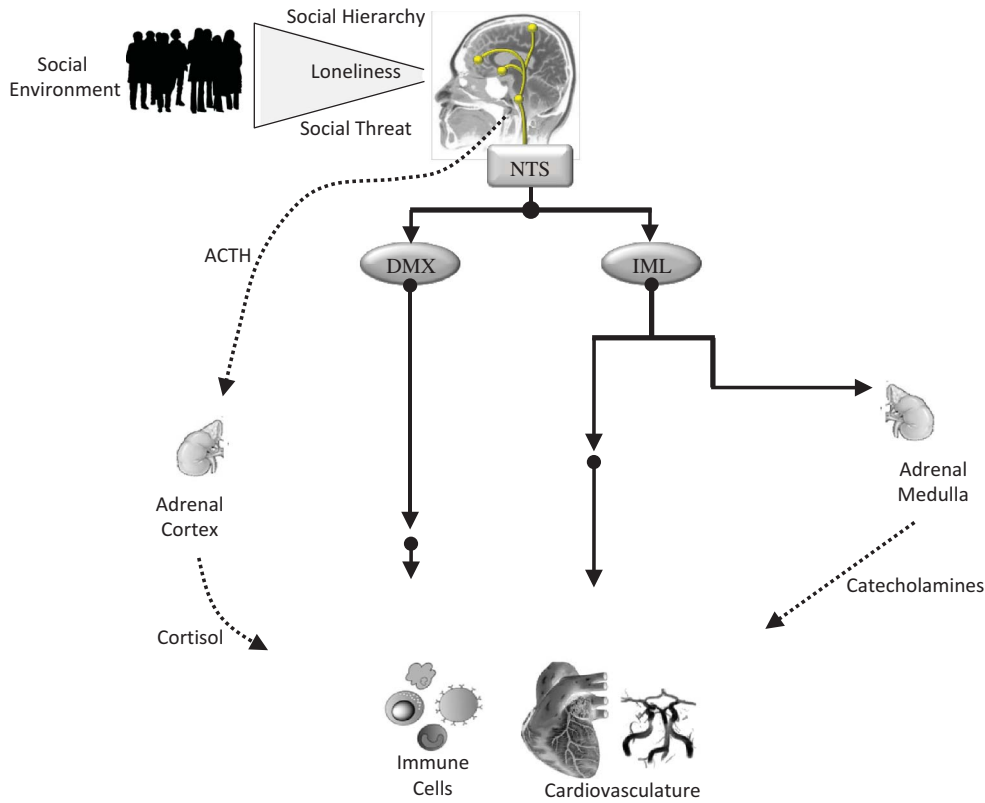 Social Hierarchy
Social
Environment
Loneliness
Social Threat
NTS
ACTH
DMX
IML
Adrenal
Cortex
Adrenal
Medulla
Catecholamines
Cortisol
Immune
Cells
Cardiovasculature